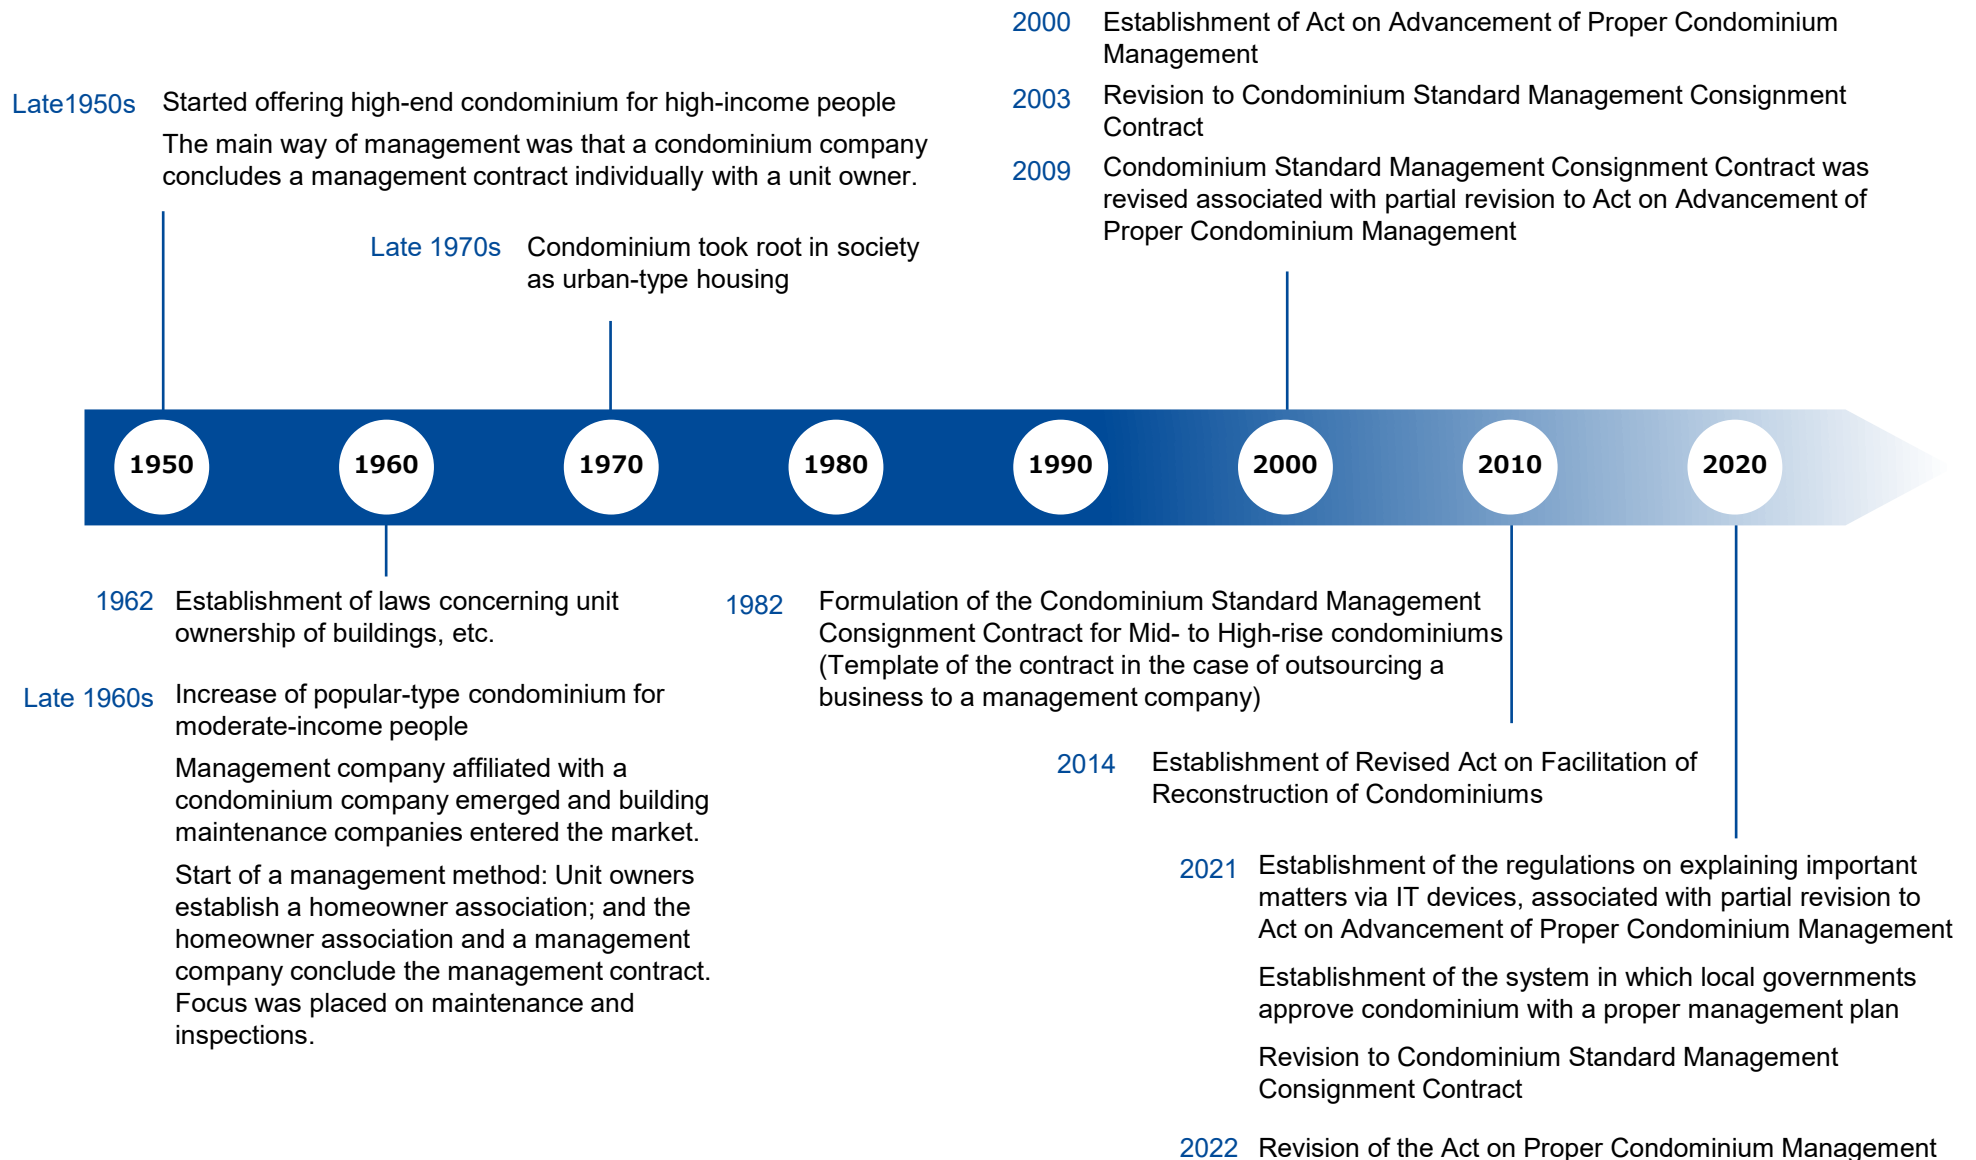 Late1950s
Started offering high-end condominium for high-income people
The main way of management was that a condominium company
concludes a management contract individually with a unit owner.
Late 1970s
Condominium took root in society
as urban-type housing
2000
Establishment of Act on Advancement of Proper Condominium
Management
2003
Revision to Condominium Standard Management Consignment
Contract
2009
Condominium Standard Management Consignment Contract was
revised associated with partial revision to Act on Advancement of
Proper Condominium Management
1950
1960
1970
1980
1990
2000
2010
2020
1962
Establishment of laws concerning unit
ownership of buildings, etc.
Late 1960s
Increase of popular-type condominium for
moderate-income people
Management company affiliated with a
condominium company emerged and building
maintenance companies entered the market.
Start of a management method: Unit owners
establish a homeowner association; and the
homeowner association and a management
company conclude the management contract.
Focus was placed on maintenance and
inspections.
1982
Formulation of the Condominium Standard Management
Consignment Contract for Mid- to High-rise condominiums
(Template of the contract in the case of outsourcing a
business to a management company)
2014
Establishment of Revised Act on Facilitation of
Reconstruction of Condominiums
2021
Establishment of the regulations on explaining important
matters via IT devices, associated with partial revision to
Act on Advancement of Proper Condominium Management
Establishment of the system in which local governments
approve condominium with a proper management plan
Revision to Condominium Standard Management
Consignment Contract
2022
Revision of the Act on Proper Condominium Management